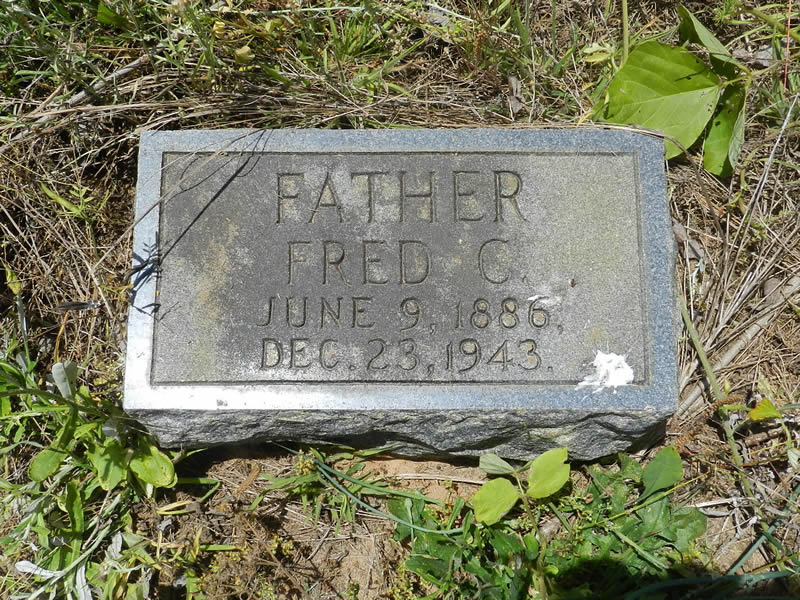 FATHER
FRED C.
JUNE 9, 1886,
DEC. 23, 1943.